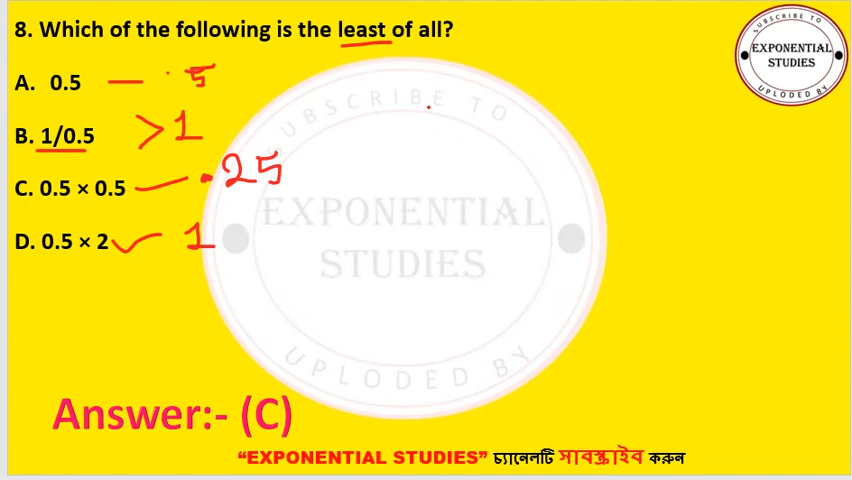 8. Which of the following is the least of all?
A. 0.5 — .5
B. 1/0.5 >1
C. 0.5 × 0.5 — .25
D. 0.5 × 2 ✓ 1
SUBSCRIBE TO
EXPONENTIAL
STUDIES
UPLODED BY
SUBSCRIBE TO
EXPONENTIAL
STUDIES
UPLODED BY
Answer:- (C)
“EXPONENTIAL STUDIES” চ্যানেলটি সাবস্ক্রাইব করুন